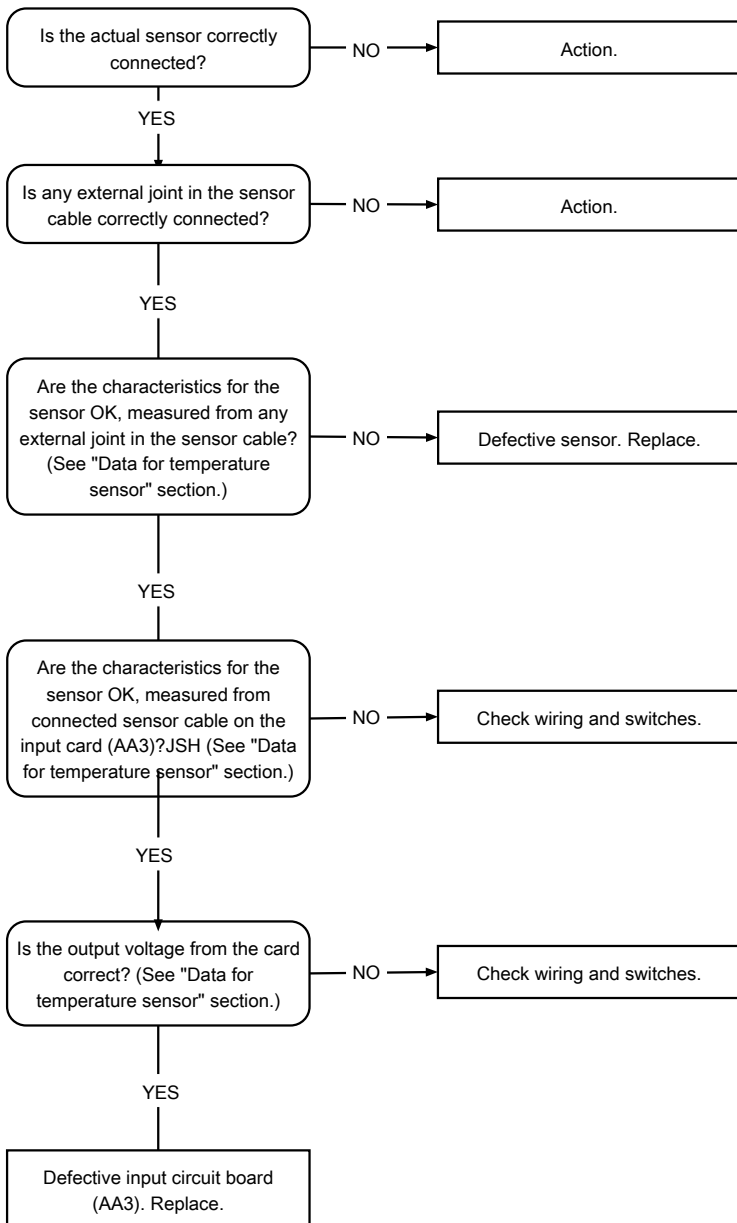 Is the actual sensor correctly
connected?
NO
Action.
YES
Is any external joint in the sensor
cable correctly connected?
NO
Action.
YES
Are the characteristics for the
sensor OK, measured from any
external joint in the sensor cable?
(See "Data for temperature
sensor" section.)
NO
Defective sensor. Replace.
YES
Are the characteristics for the
sensor OK, measured from
connected sensor cable on the
input card (AA3)?JSH (See "Data
for temperature sensor" section.)
NO
Check wiring and switches.
YES
Is the output voltage from the card
correct? (See "Data for
temperature sensor" section.)
NO
Check wiring and switches.
YES
Defective input circuit board
(AA3). Replace.